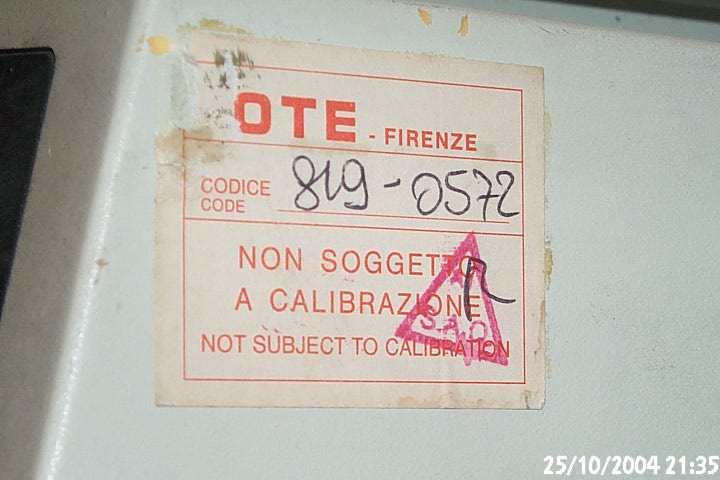 OTE - FIRENZE
CODICE 819-0572
CODE
NON SOGGETTO
A CALIBRAZIONE
NOT SUBJECT TO CALIBRATION
25/10/2004 21:35